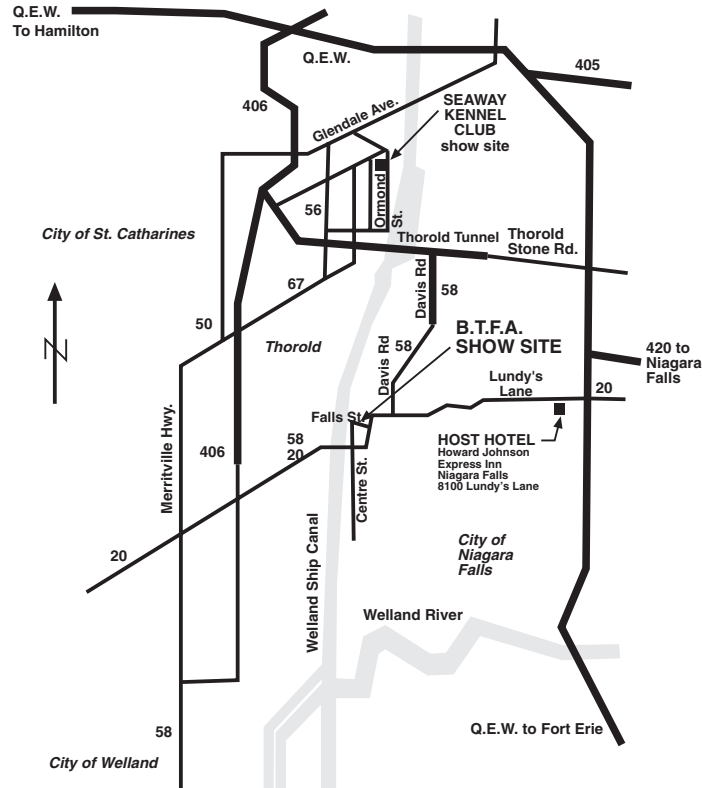 Q.E.W.
To Hamilton
Q.E.W.
405
406
Glendale Ave.
SEAWAY
KENNEL
CLUB
show site
Ormond
St.
56
City of St. Catharines
Thorold Tunnel
Thorold
Stone Rd.
67
Davis Rd
58
50
Thorold
B.T.F.A.
SHOW SITE
58
Davis Rd
420 to
Niagara
Falls
Lundy's
Lane
20
Merritville Hwy.
Falls St.
406
58
20
HOST HOTEL
Howard Johnson
Express Inn
Niagara Falls
8100 Lundy's Lane
Centre St.
20
Welland Ship Canal
City of
Niagara
Falls
Welland River
58
Q.E.W. to Fort Erie
City of Welland
N